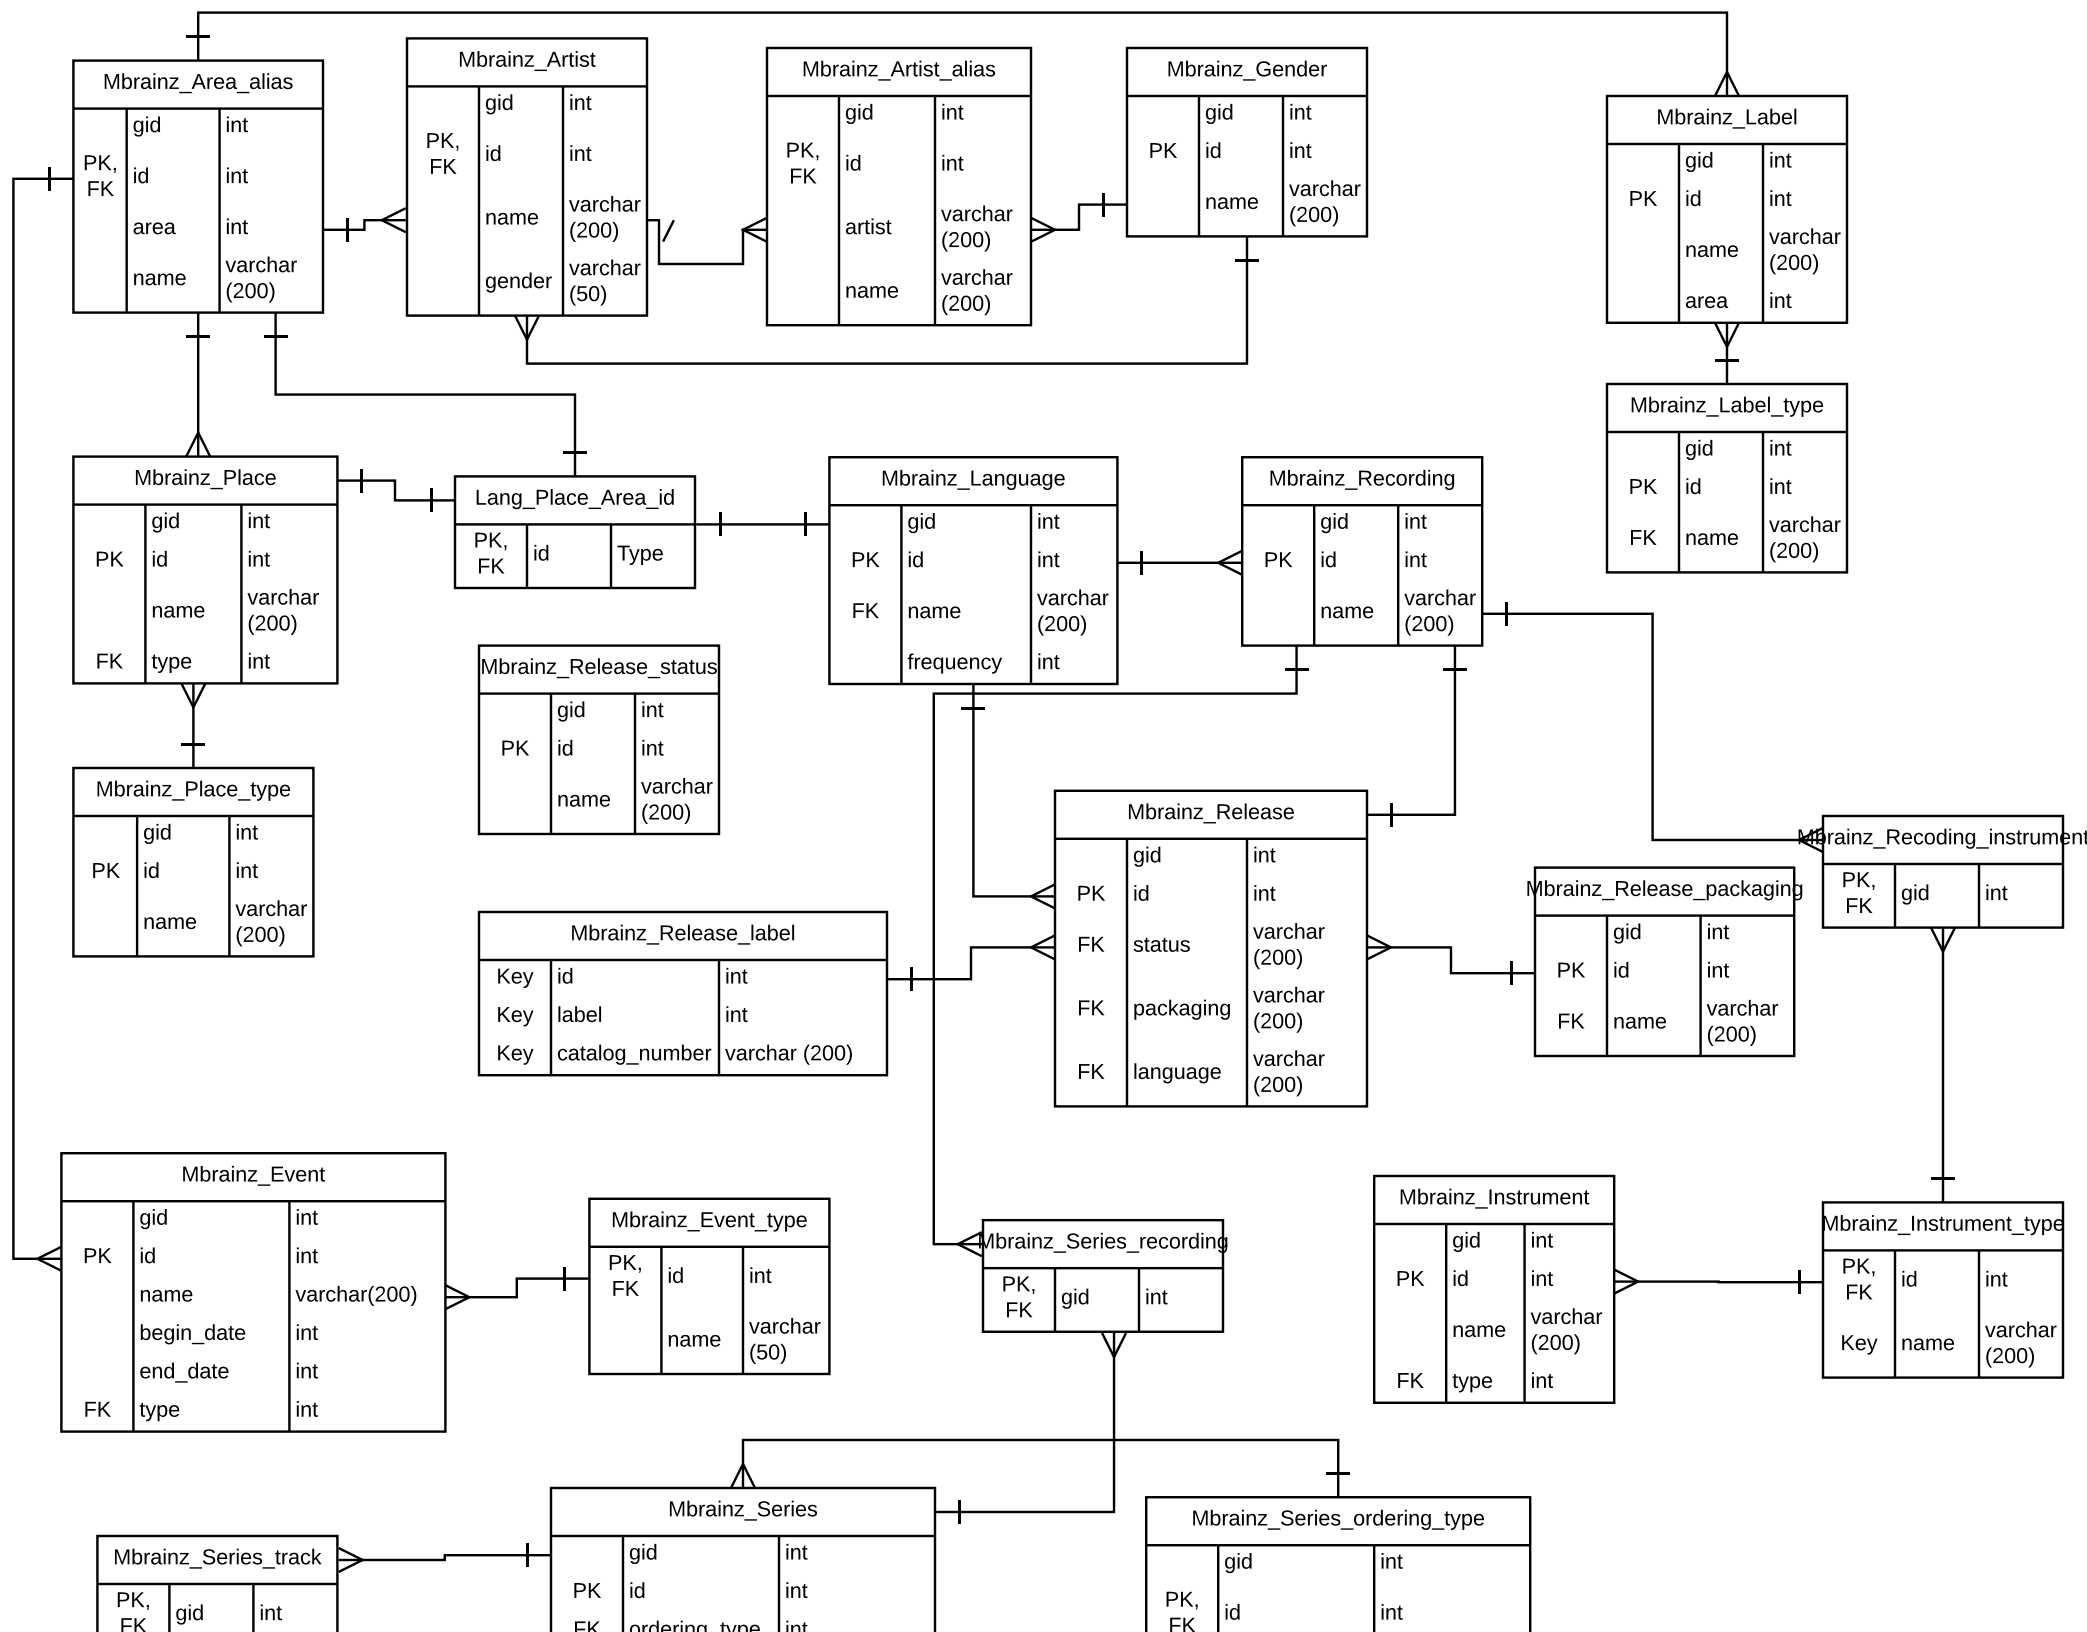 Mbrainz_Area_alias
gid int
PK,
FK
id int
area int
name varchar
(200)
Mbrainz_Artist
gid int
PK,
FK
id int
name varchar
(200)
gender varchar
(50)
Mbrainz_Artist_alias
gid int
PK,
FK
id int
artist varchar
(200)
name varchar
(200)
Mbrainz_Gender
gid int
PK id int
name varchar
(200)
Mbrainz_Label
gid int
PK id int
name varchar
(200)
area int
Mbrainz_Label_type
gid int
PK id int
FK name varchar
(200)
Mbrainz_Place
gid int
PK id int
name varchar
(200)
FK type int
Lang_Place_Area_id
PK,
FK
id Type
Mbrainz_Language
gid int
PK id int
FK name varchar
(200)
frequency int
Mbrainz_Recording
gid int
PK id int
name varchar
(200)
Mbrainz_Release_status
gid int
PK id int
name varchar
(200)
Mbrainz_Place_type
gid int
PK id int
name varchar
(200)
Mbrainz_Release
gid int
PK id int
FK status varchar
(200)
FK packaging varchar
(200)
FK language varchar
(200)
Mbrainz_Recoding_instrument
PK,
FK
gid int
Mbrainz_Release_packaging
gid int
PK id int
FK name varchar
(200)
Mbrainz_Release_label
Key id int
Key label int
Key catalog_number varchar (200)
Mbrainz_Event
gid int
PK id int
name varchar(200)
begin_date int
end_date int
FK type int
Mbrainz_Event_type
PK,
FK
id int
name varchar
(50)
Mbrainz_Series_recording
PK,
FK
gid int
Mbrainz_Instrument
gid int
PK id int
name varchar
(200)
FK type int
Mbrainz_Instrument_type
PK,
FK
id int
Key name varchar
(200)
Mbrainz_Series
gid int
PK id int
FK ordering_type int
Mbrainz_Series_ordering_type
gid int
PK,
FK
id int
Mbrainz_Series_track
PK,
FK
gid int